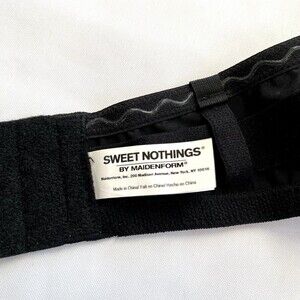 SWEET NOTHINGS®
BY MAIDENFORM®
Maidenform, Inc. 200 Madison Avenue, New York, NY 10016
Made in China/ Fait en Chine/ Hecho en China